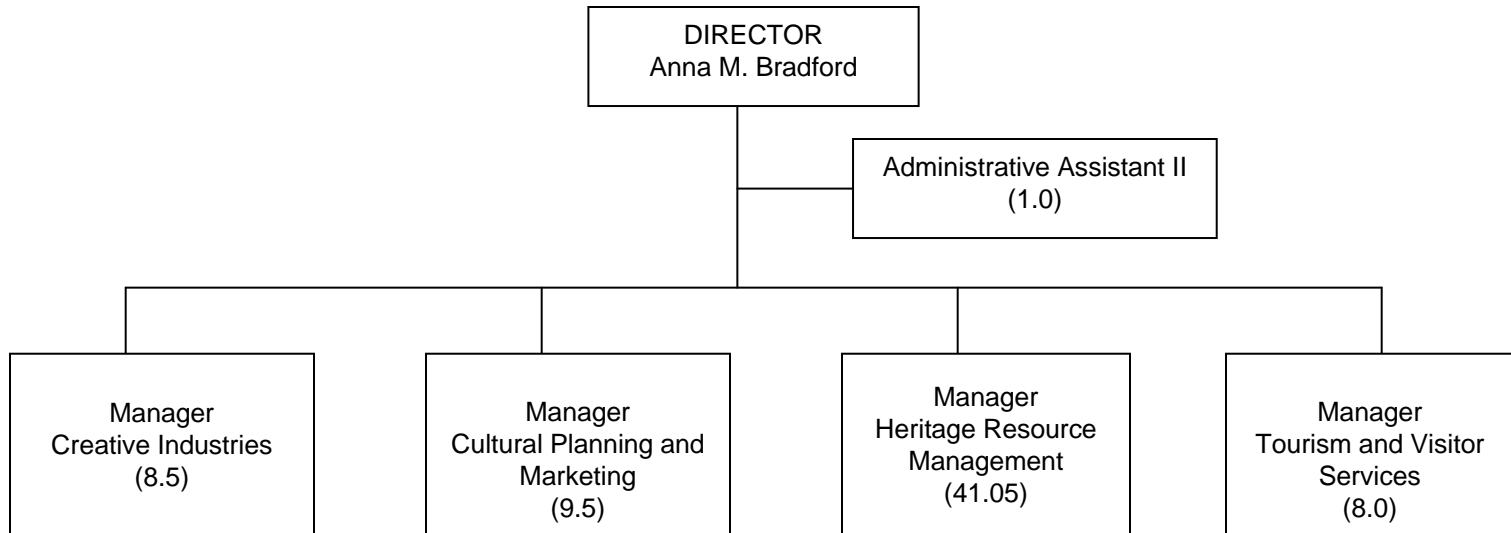 DIRECTOR
Anna M. Bradford
Administrative Assistant II
(1.0)
Manager
Creative Industries
(8.5)
Manager
Cultural Planning and
Marketing
(9.5)
Manager
Heritage Resource
Management
(41.05)
Manager
Tourism and Visitor
Services
(8.0)